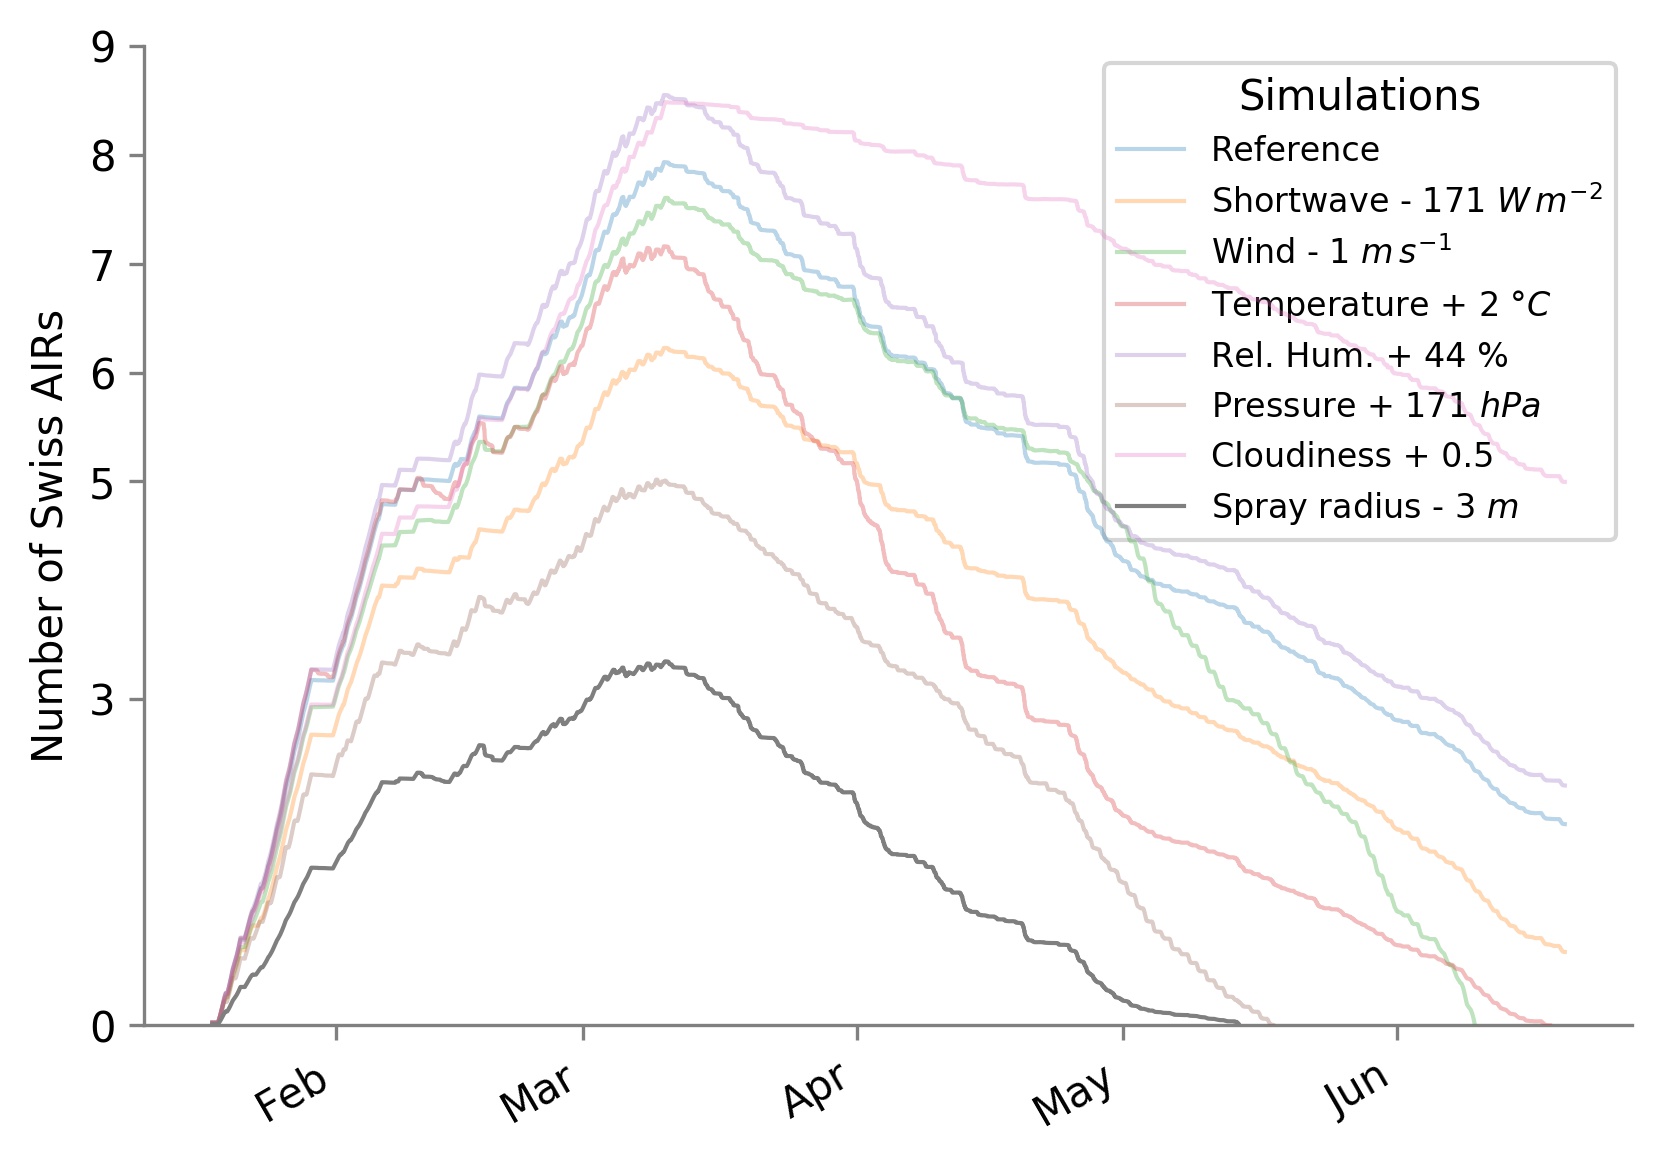 Number of Swiss AIRs
9
8
7
6
5
3
0
Feb
Mar
Apr
May
Jun
Simulations
Reference
Shortwave - 171 W m⁻²
Wind - 1 m s⁻¹
Temperature + 2 °C
Rel. Hum. + 44 %
Pressure + 171 hPa
Cloudiness + 0.5
Spray radius - 3 m